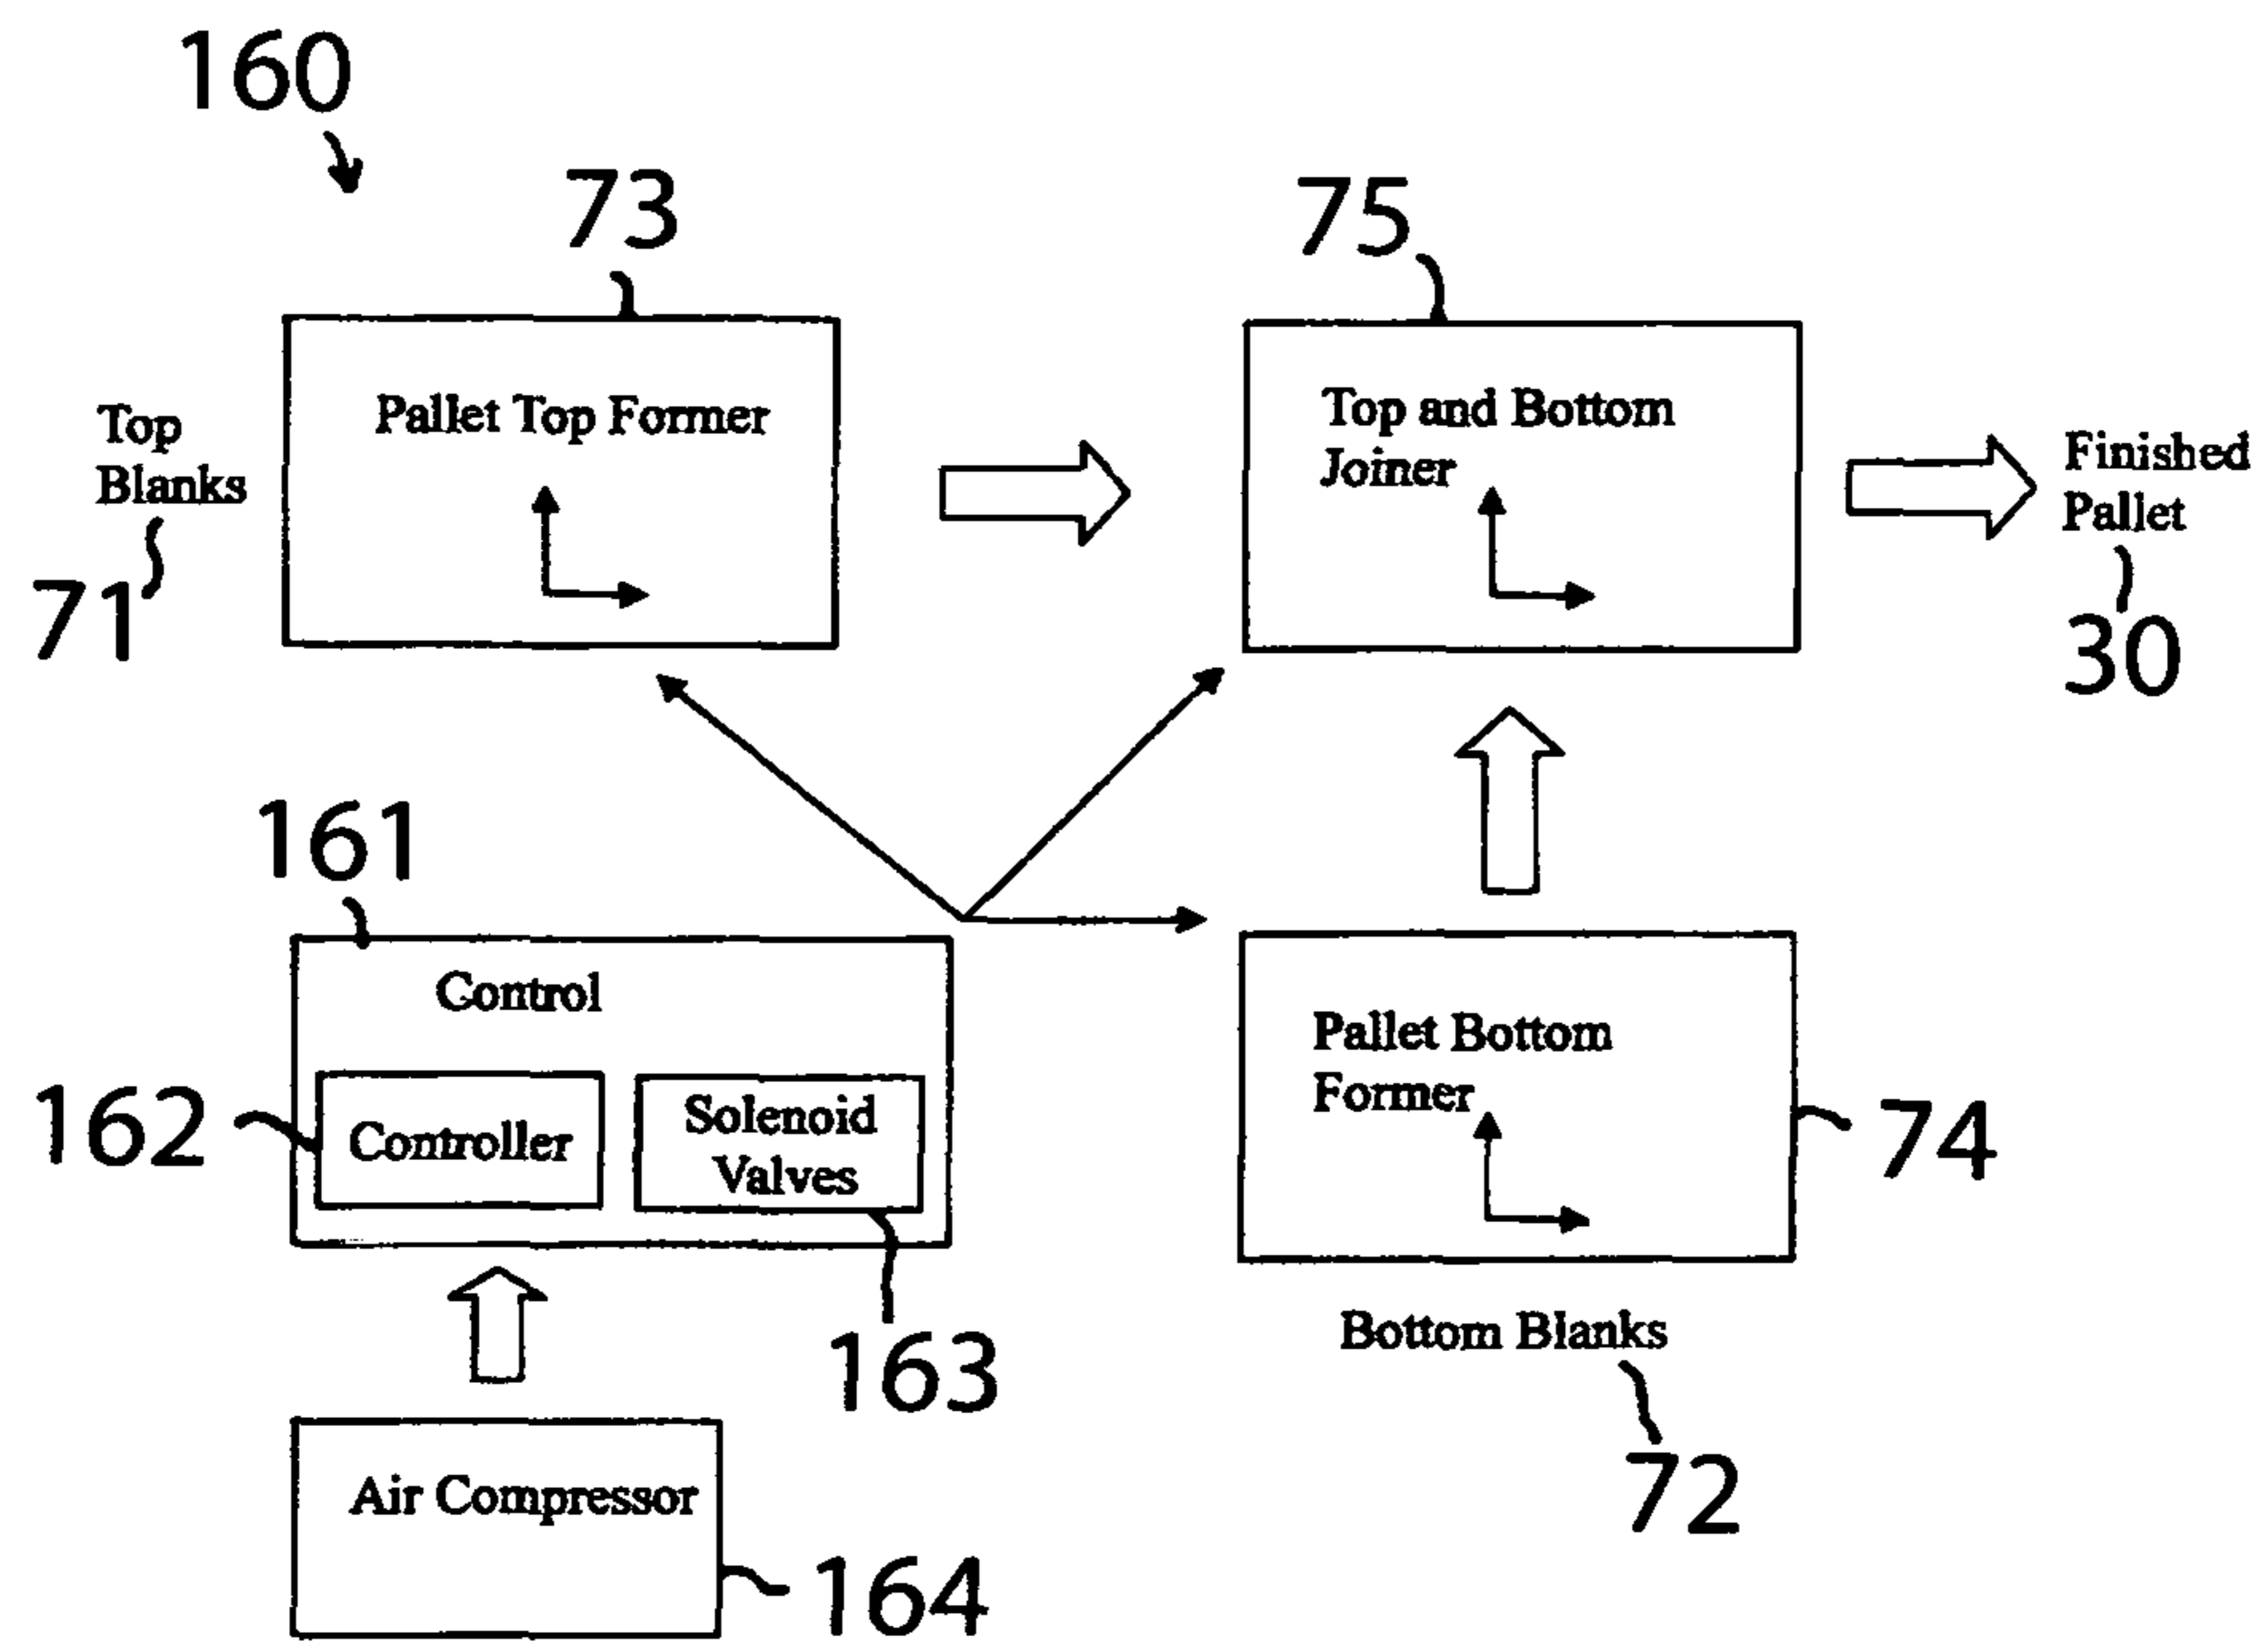 160
73
75
Top
Blanks
71
Pallet Top Former
Top and Bottom
Joiner
Finished
Pallet
30
161
Control
162
Controller
Solenoid
Valves
163
Pallet Bottom
Former
74
Bottom Blanks
72
Air Compressor
164